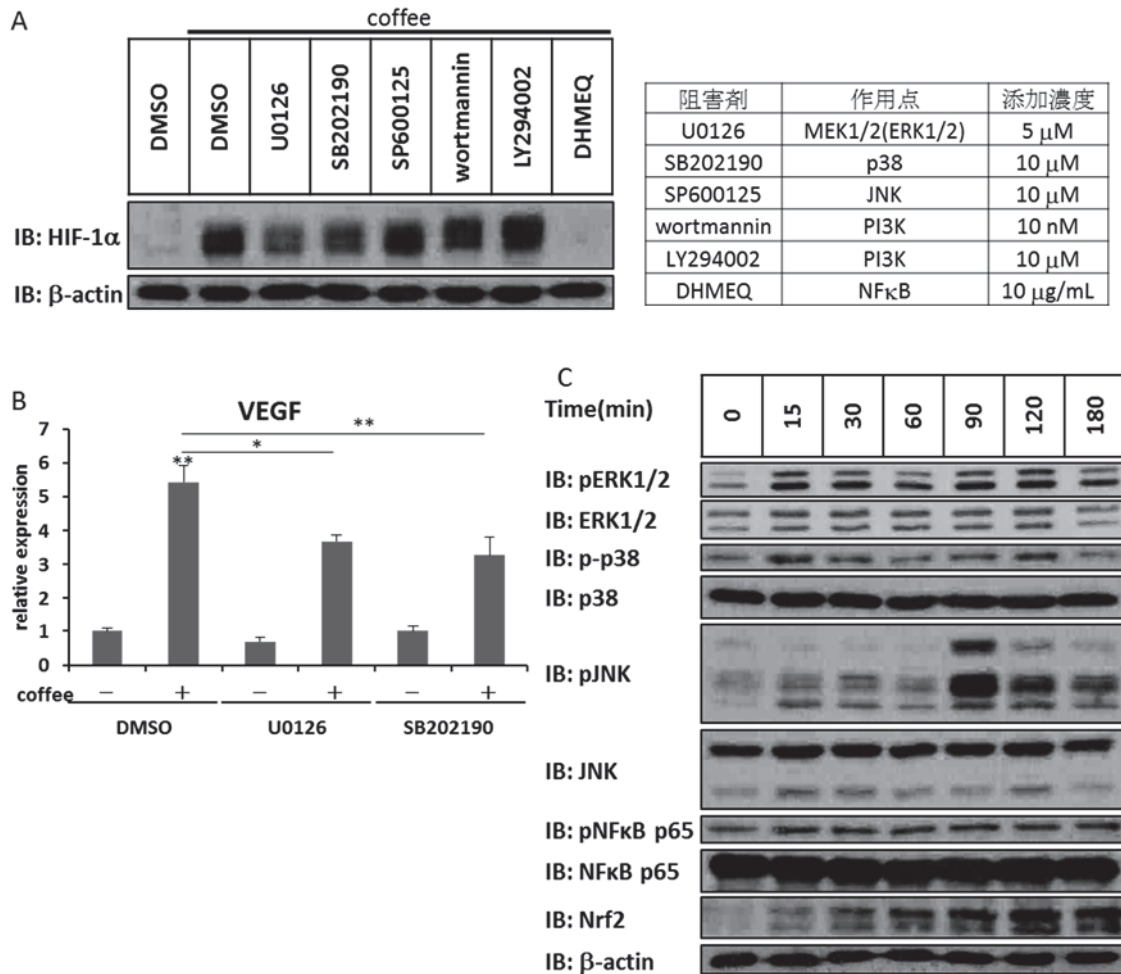 A
coffee
DMSO
DMSO
U0126
SB202190
SP600125
wortmannin
LY294002
DHMEQ
IB: HIF-1α
IB: β-actin
阻害剤 作用点 添加濃度
U0126 MEK1/2(ERK1/2) 5 μM
SB202190 p38 10 μM
SP600125 JNK 10 μM
wortmannin PI3K 10 nM
LY294002 PI3K 10 μM
DHMEQ NFκB 10 μg/mL
B
VEGF
relative expression
7
6
5
4
3
2
1
0
**
*
**
coffee − + − + − +
DMSO U0126 SB202190
C
Time(min) 0 15 30 60 90 120 180
IB: pERK1/2
IB: ERK1/2
IB: p-p38
IB: p38
IB: pJNK
IB: JNK
IB: pNFκB p65
IB: NFκB p65
IB: Nrf2
IB: β-actin